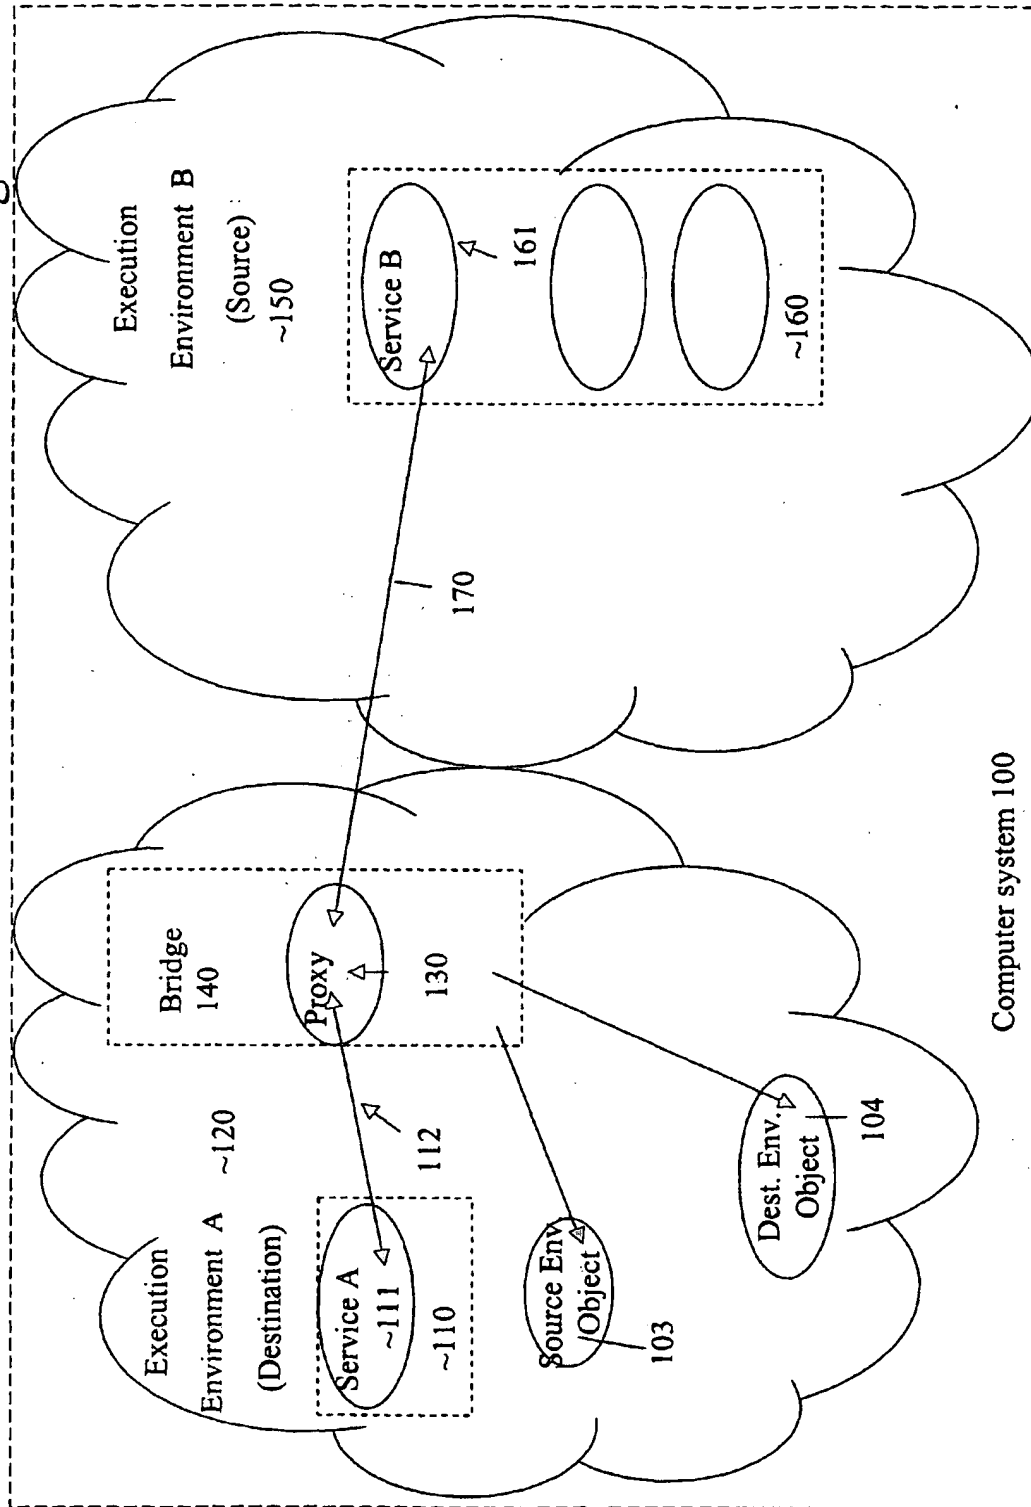 Execution
Environment A ~120
(Destination)
Service A
~111
~110
112
Bridge
140
Proxy
130
Source Env
Object
103
Dest. Env.
Object
104
170
Execution
Environment B
(Source)
~150
Service B
161
~160
Computer system 100